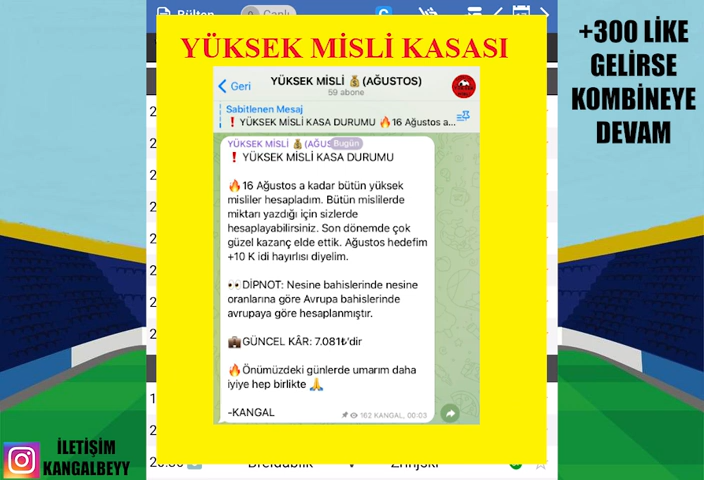 Bülten
Canlı
YÜKSEK MİSLİ KASASI
+300 LİKE
GELİRSE
KOMBİNEYE
DEVAM
Geri
YÜKSEK MİSLİ 💰(AĞUSTOS)
59 abone
Sabitlenen Mesaj
❗ YÜKSEK MİSLİ KASA DURUMU 🔥16 Ağustos a...
YÜKSEK MİSLİ 💰(AĞUS
Bugün
❗ YÜKSEK MİSLİ KASA DURUMU
🔥16 Ağustos a kadar bütün yüksek
misliler hesapladım. Bütün mislilerde
miktarı yazdığı için sizlerde
hesaplayabilirsiniz. Son dönemde çok
güzel kazanç elde ettik. Ağustos hedefim
+10 K idi hayırlısı diyelim.
👀DİPNOT: Nesine bahislerinde nesine
oranlarına göre Avrupa bahislerinde
avrupaya göre hesaplanmıştır.
💼GÜNCEL KÂR: 7.081₺'dir
🔥Önümüzdeki günlerde umarım daha
iyiye hep birlikte 🙏
-KANGAL
162 KANGAL, 00:03
İLETİŞİM
KANGALBEYY
Breidablik
Zrinjski